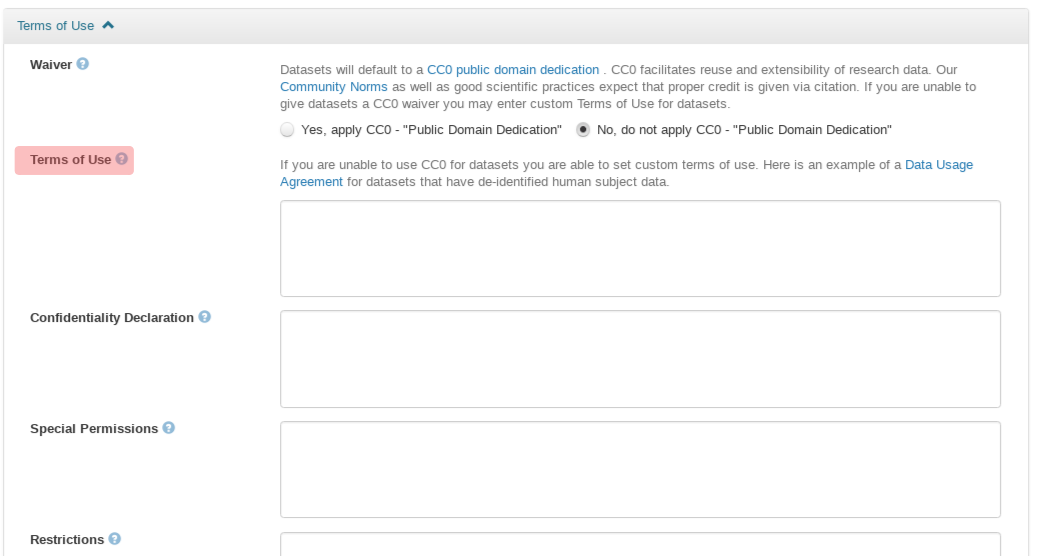 Terms of Use
Waiver
Datasets will default to a CC0 public domain dedication . CC0 facilitates reuse and extensibility of research data. Our
Community Norms as well as good scientific practices expect that proper credit is given via citation. If you are unable to
give datasets a CC0 waiver you may enter custom Terms of Use for datasets.
Yes, apply CC0 - "Public Domain Dedication" No, do not apply CC0 - "Public Domain Dedication"
Terms of Use
If you are unable to use CC0 for datasets you are able to set custom terms of use. Here is an example of a Data Usage
Agreement for datasets that have de-identified human subject data.
Confidentiality Declaration
Special Permissions
Restrictions